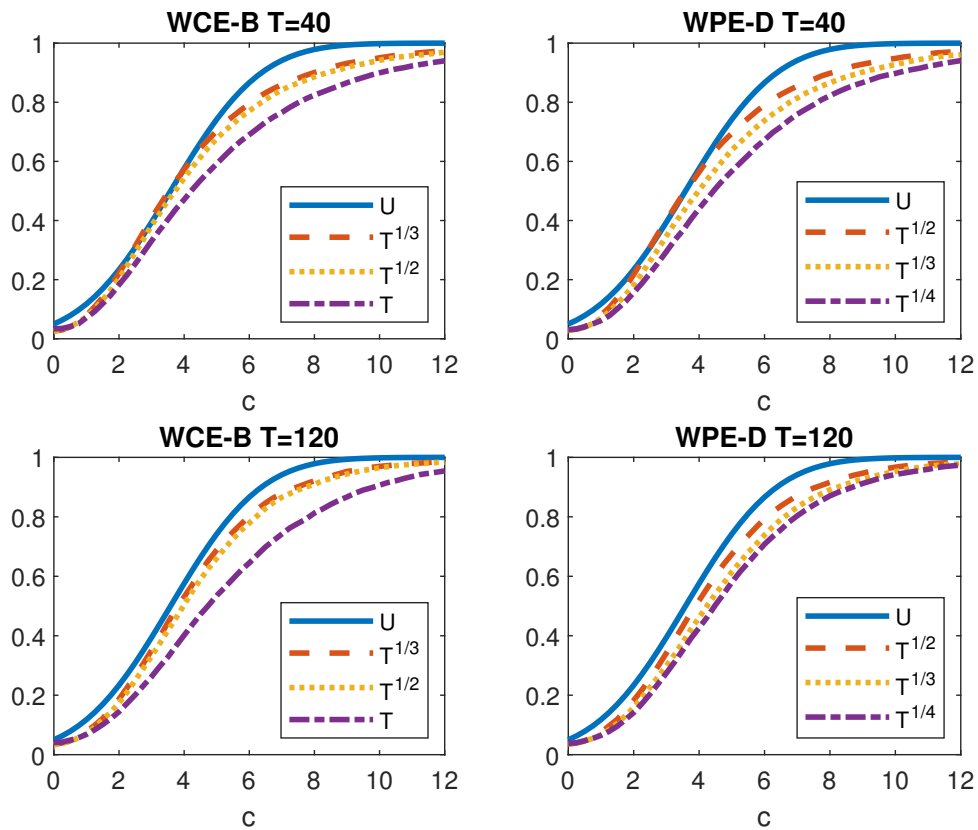 WCE-B T=40
1
0.8
0.6
0.4
0.2
0
0 2 4 6 8 10 12
c
U
T^{1/3}
T^{1/2}
T
WPE-D T=40
1
0.8
0.6
0.4
0.2
0
0 2 4 6 8 10 12
c
U
T^{1/2}
T^{1/3}
T^{1/4}
WCE-B T=120
1
0.8
0.6
0.4
0.2
0
0 2 4 6 8 10 12
c
U
T^{1/3}
T^{1/2}
T
WPE-D T=120
1
0.8
0.6
0.4
0.2
0
0 2 4 6 8 10 12
c
U
T^{1/2}
T^{1/3}
T^{1/4}